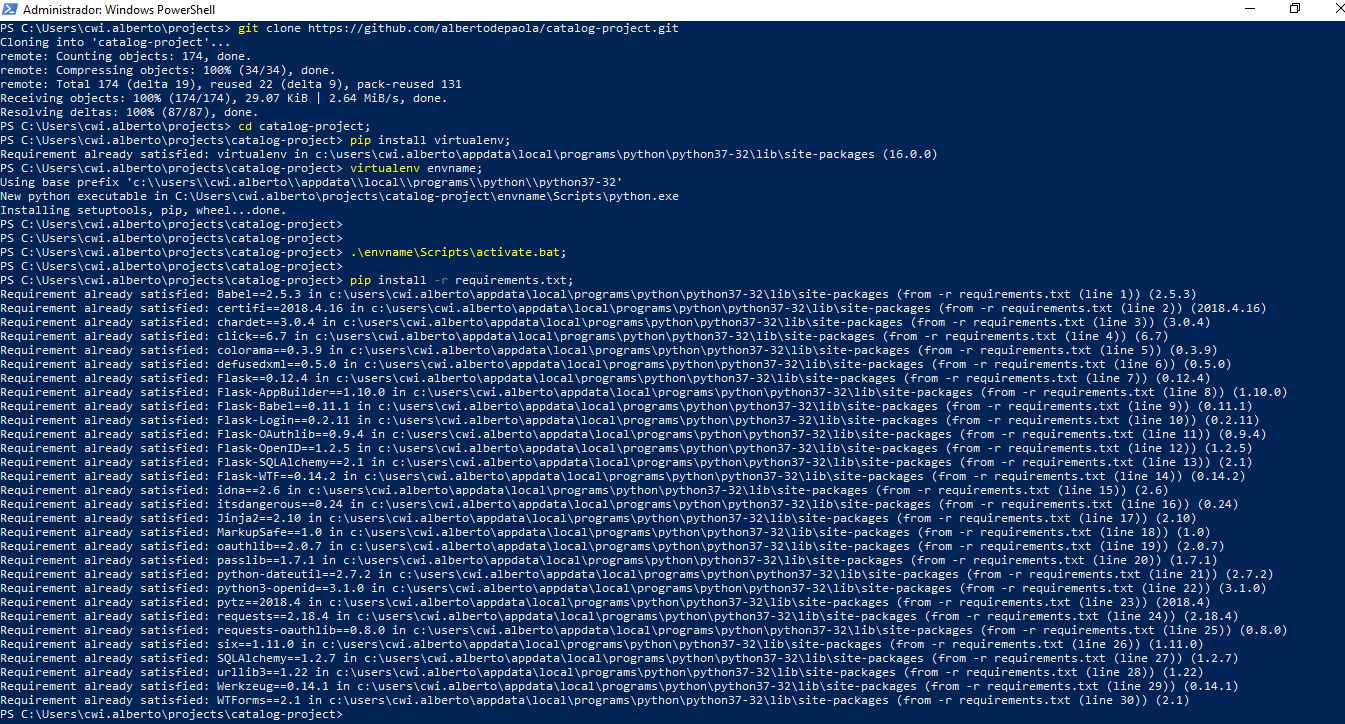 Administrador: Windows PowerShell
PS C:\Users\cwi.alberto\projects> git clone https://github.com/albertodepaola/catalog-project.git
Cloning into 'catalog-project'...
remote: Counting objects: 174, done.
remote: Compressing objects: 100% (34/34), done.
remote: Total 174 (delta 19), reused 22 (delta 9), pack-reused 131
Receiving objects: 100% (174/174), 29.07 KiB | 2.64 MiB/s, done.
Resolving deltas: 100% (87/87), done.
PS C:\Users\cwi.alberto\projects> cd catalog-project;
PS C:\Users\cwi.alberto\projects\catalog-project> pip install virtualenv;
Requirement already satisfied: virtualenv in c:\users\cwi.alberto\appdata\local\programs\python\python37-32\lib\site-packages (16.0.0)
PS C:\Users\cwi.alberto\projects\catalog-project> virtualenv envname;
Using base prefix 'c:\\users\\cwi.alberto\\appdata\\local\\programs\\python\\python37-32'
New python executable in C:\Users\cwi.alberto\projects\catalog-project\envname\Scripts\python.exe
Installing setuptools, pip, wheel...done.
PS C:\Users\cwi.alberto\projects\catalog-project>
PS C:\Users\cwi.alberto\projects\catalog-project>
PS C:\Users\cwi.alberto\projects\catalog-project> .\envname\Scripts\activate.bat;
PS C:\Users\cwi.alberto\projects\catalog-project>
PS C:\Users\cwi.alberto\projects\catalog-project> pip install -r requirements.txt;
Requirement already satisfied: Babel==2.5.3 in c:\users\cwi.alberto\appdata\local\programs\python\python37-32\lib\site-packages (from -r requirements.txt (line 1)) (2.5.3)
Requirement already satisfied: certifi==2018.4.16 in c:\users\cwi.alberto\appdata\local\programs\python\python37-32\lib\site-packages (from -r requirements.txt (line 2)) (2018.4.16)
Requirement already satisfied: chardet==3.0.4 in c:\users\cwi.alberto\appdata\local\programs\python\python37-32\lib\site-packages (from -r requirements.txt (line 3)) (3.0.4)
Requirement already satisfied: click==6.7 in c:\users\cwi.alberto\appdata\local\programs\python\python37-32\lib\site-packages (from -r requirements.txt (line 4)) (6.7)
Requirement already satisfied: colorama==0.3.9 in c:\users\cwi.alberto\appdata\local\programs\python\python37-32\lib\site-packages (from -r requirements.txt (line 5)) (0.3.9)
Requirement already satisfied: defusedxml==0.5.0 in c:\users\cwi.alberto\appdata\local\programs\python\python37-32\lib\site-packages (from -r requirements.txt (line 6)) (0.5.0)
Requirement already satisfied: Flask==0.12.4 in c:\users\cwi.alberto\appdata\local\programs\python\python37-32\lib\site-packages (from -r requirements.txt (line 7)) (0.12.4)
Requirement already satisfied: Flask-AppBuilder==1.10.0 in c:\users\cwi.alberto\appdata\local\programs\python\python37-32\lib\site-packages (from -r requirements.txt (line 8)) (1.10.0)
Requirement already satisfied: Flask-Babel==0.11.1 in c:\users\cwi.alberto\appdata\local\programs\python\python37-32\lib\site-packages (from -r requirements.txt (line 9)) (0.11.1)
Requirement already satisfied: Flask-Login==0.2.11 in c:\users\cwi.alberto\appdata\local\programs\python\python37-32\lib\site-packages (from -r requirements.txt (line 10)) (0.2.11)
Requirement already satisfied: Flask-OAuthlib==0.9.4 in c:\users\cwi.alberto\appdata\local\programs\python\python37-32\lib\site-packages (from -r requirements.txt (line 11)) (0.9.4)
Requirement already satisfied: Flask-OpenID==1.2.5 in c:\users\cwi.alberto\appdata\local\programs\python\python37-32\lib\site-packages (from -r requirements.txt (line 12)) (1.2.5)
Requirement already satisfied: Flask-SQLAlchemy==2.1 in c:\users\cwi.alberto\appdata\local\programs\python\python37-32\lib\site-packages (from -r requirements.txt (line 13)) (2.1)
Requirement already satisfied: Flask-WTF==0.14.2 in c:\users\cwi.alberto\appdata\local\programs\python\python37-32\lib\site-packages (from -r requirements.txt (line 14)) (0.14.2)
Requirement already satisfied: idna==2.6 in c:\users\cwi.alberto\appdata\local\programs\python\python37-32\lib\site-packages (from -r requirements.txt (line 15)) (2.6)
Requirement already satisfied: itsdangerous==0.24 in c:\users\cwi.alberto\appdata\local\programs\python\python37-32\lib\site-packages (from -r requirements.txt (line 16)) (0.24)
Requirement already satisfied: Jinja2==2.10 in c:\users\cwi.alberto\appdata\local\programs\python\python37-32\lib\site-packages (from -r requirements.txt (line 17)) (2.10)
Requirement already satisfied: MarkupSafe==1.0 in c:\users\cwi.alberto\appdata\local\programs\python\python37-32\lib\site-packages (from -r requirements.txt (line 18)) (1.0)
Requirement already satisfied: oauthlib==2.0.7 in c:\users\cwi.alberto\appdata\local\programs\python\python37-32\lib\site-packages (from -r requirements.txt (line 19)) (2.0.7)
Requirement already satisfied: passlib==1.7.1 in c:\users\cwi.alberto\appdata\local\programs\python\python37-32\lib\site-packages (from -r requirements.txt (line 20)) (1.7.1)
Requirement already satisfied: python-dateutil==2.7.2 in c:\users\cwi.alberto\appdata\local\programs\python\python37-32\lib\site-packages (from -r requirements.txt (line 21)) (2.7.2)
Requirement already satisfied: python3-openid==3.1.0 in c:\users\cwi.alberto\appdata\local\programs\python\python37-32\lib\site-packages (from -r requirements.txt (line 22)) (3.1.0)
Requirement already satisfied: pytz==2018.4 in c:\users\cwi.alberto\appdata\local\programs\python\python37-32\lib\site-packages (from -r requirements.txt (line 23)) (2018.4)
Requirement already satisfied: requests==2.18.4 in c:\users\cwi.alberto\appdata\local\programs\python\python37-32\lib\site-packages (from -r requirements.txt (line 24)) (2.18.4)
Requirement already satisfied: requests-oauthlib==0.8.0 in c:\users\cwi.alberto\appdata\local\programs\python\python37-32\lib\site-packages (from -r requirements.txt (line 25)) (0.8.0)
Requirement already satisfied: six==1.11.0 in c:\users\cwi.alberto\appdata\local\programs\python\python37-32\lib\site-packages (from -r requirements.txt (line 26)) (1.11.0)
Requirement already satisfied: SQLAlchemy==1.2.7 in c:\users\cwi.alberto\appdata\local\programs\python\python37-32\lib\site-packages (from -r requirements.txt (line 27)) (1.2.7)
Requirement already satisfied: urllib3==1.22 in c:\users\cwi.alberto\appdata\local\programs\python\python37-32\lib\site-packages (from -r requirements.txt (line 28)) (1.22)
Requirement already satisfied: Werkzeug==0.14.1 in c:\users\cwi.alberto\appdata\local\programs\python\python37-32\lib\site-packages (from -r requirements.txt (line 29)) (0.14.1)
Requirement already satisfied: WTForms==2.1 in c:\users\cwi.alberto\appdata\local\programs\python\python37-32\lib\site-packages (from -r requirements.txt (line 30)) (2.1)
PS C:\Users\cwi.alberto\projects\catalog-project>